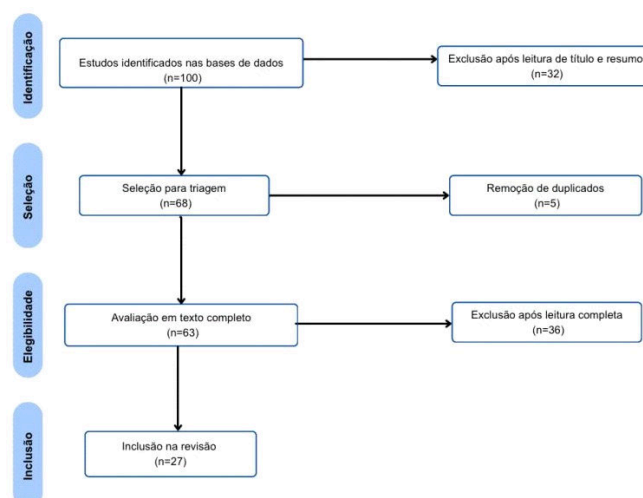 Identificação
Estudos identificados nas bases de dados
(n=100)
Exclusão após leitura de título e resumo
(n=32)
Seleção
Seleção para triagem
(n=68)
Remoção de duplicados
(n=5)
Elegibilidade
Avaliação em texto completo
(n=63)
Exclusão após leitura completa
(n=36)
Inclusão
Inclusão na revisão
(n=27)